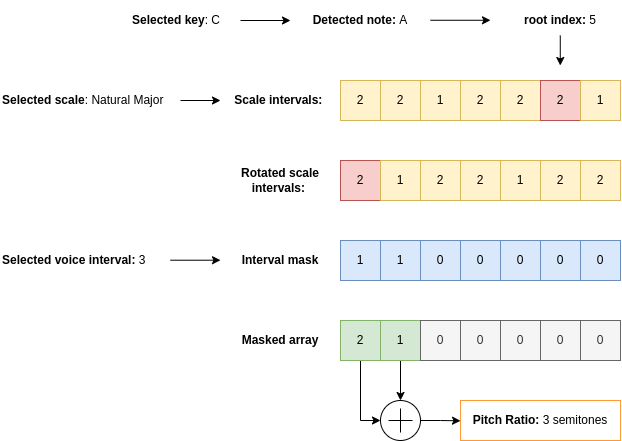 Selected key: C
Detected note: A
root index: 5
Selected scale: Natural Major
Scale intervals:
2 2 1 2 2 2 1
Rotated scale
intervals:
2 1 2 2 1 2 2
Selected voice interval: 3
Interval mask
1 1 0 0 0 0 0
Masked array
2 1 0 0 0 0 0
Pitch Ratio: 3 semitones